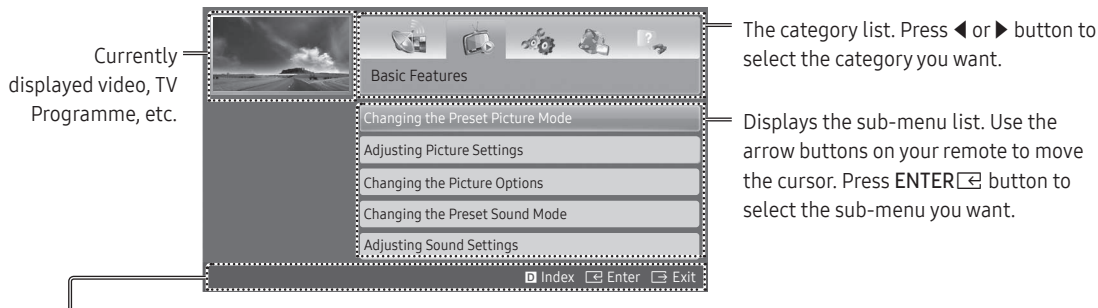 Currently
displayed video, TV
Programme, etc.
Basic Features
Changing the Preset Picture Mode
Adjusting Picture Settings
Changing the Picture Options
Changing the Preset Sound Mode
Adjusting Sound Settings
D Index Enter Exit
The category list. Press ◀ or ▶ button to
select the category you want.
Displays the sub-menu list. Use the
arrow buttons on your remote to move
the cursor. Press ENTER button to
select the sub-menu you want.